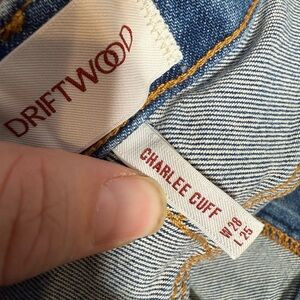 DRIFTWOOD
CHARLEE CUFF
W 28
L 25